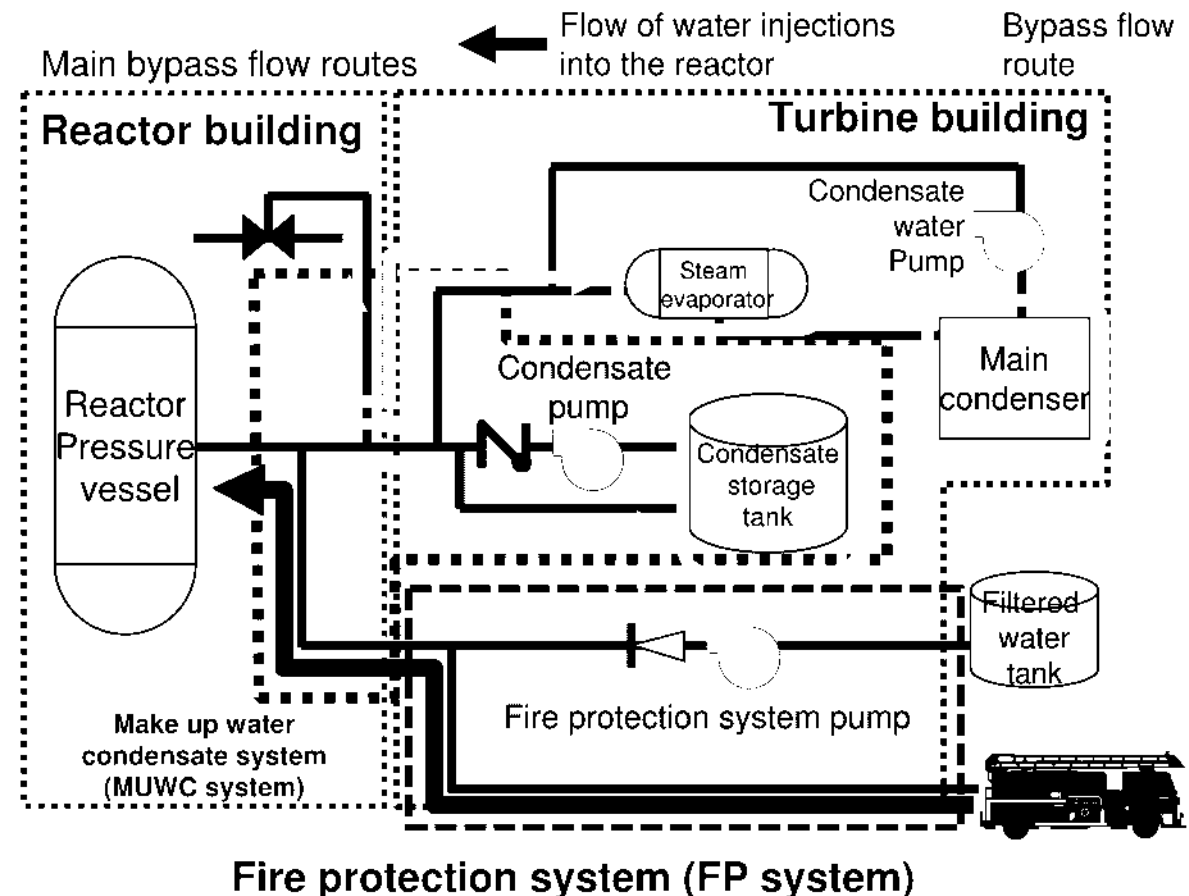 Flow of water injections
into the reactor
Bypass flow
route
Main bypass flow routes
Reactor building
Turbine building
Condensate
water
Pump
Steam
evaporator
Main
condenser
Condensate
pump
Reactor
Pressure
vessel
Condensate
storage
tank
Filtered
water
tank
Fire protection system pump
Make up water
condensate system
(MUWC system)
Fire protection system (FP system)